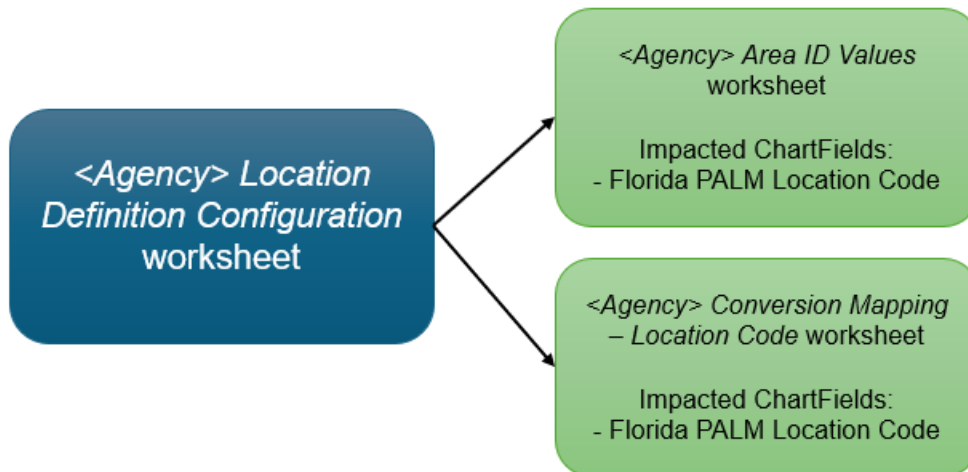 <Agency> Location
Definition Configuration
worksheet
<Agency> Area ID Values
worksheet
Impacted ChartFields:
- Florida PALM Location Code
<Agency> Conversion Mapping
– Location Code worksheet
Impacted ChartFields:
- Florida PALM Location Code